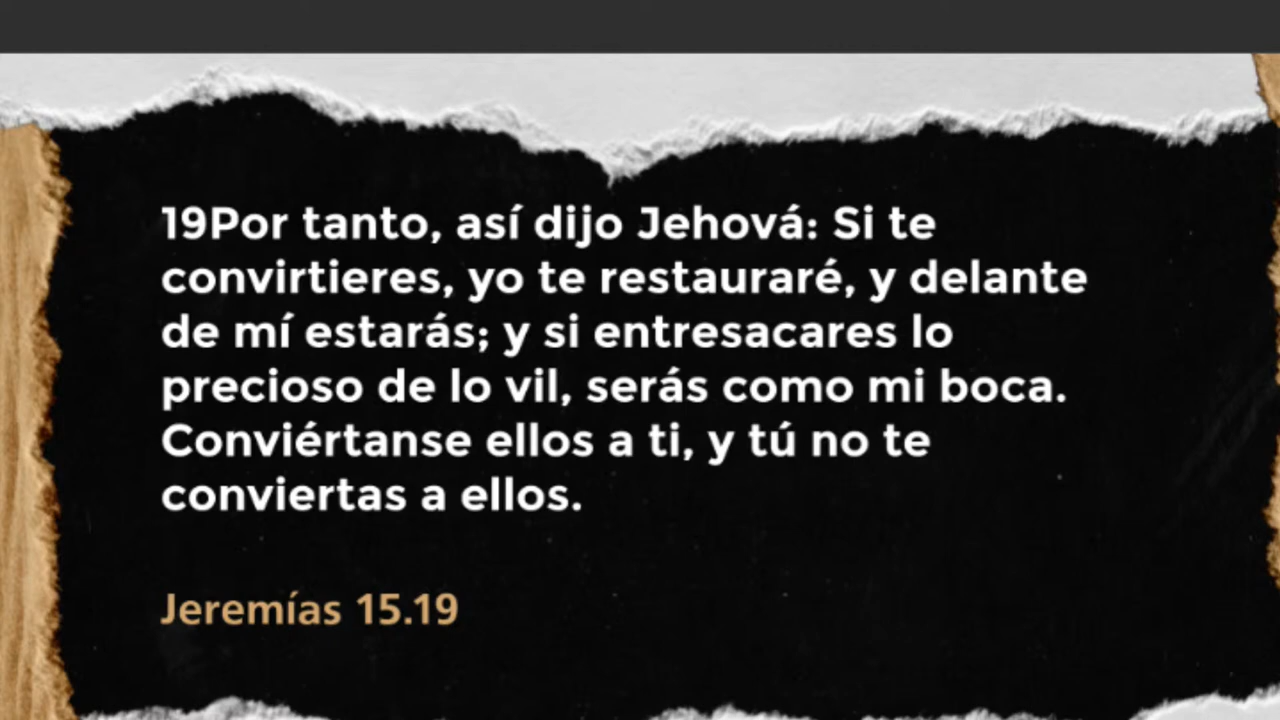 19Por tanto, así dijo Jehová: Si te
convirtieres, yo te restauraré, y delante
de mí estarás; y si entresacares lo
precioso de lo vil, serás como mi boca.
Conviértanse ellos a ti, y tú no te
conviertas a ellos.
Jeremías 15.19